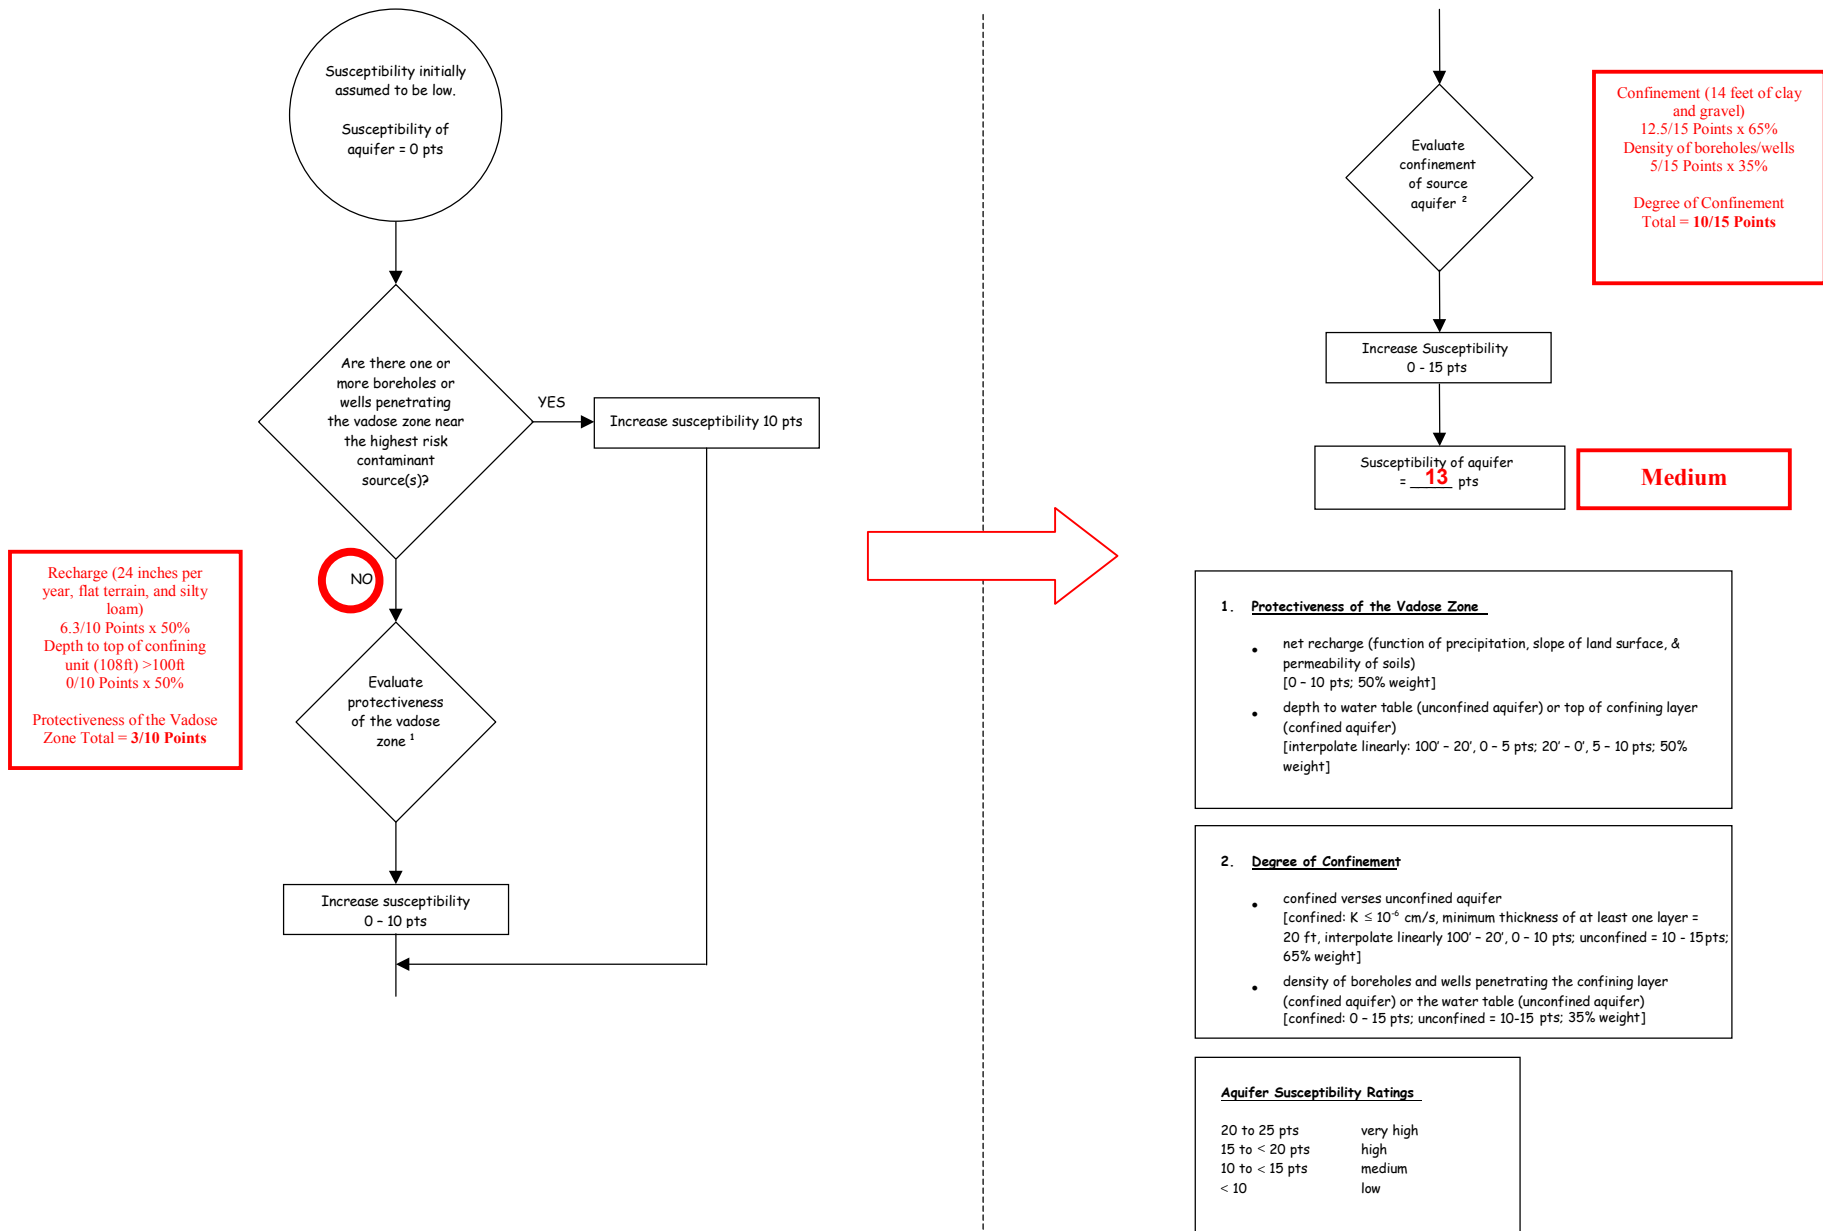 Susceptibility initially
assumed to be low.
Susceptibility of
aquifer = 0 pts
Are there one or
more boreholes or
wells penetrating
the vadose zone near
the highest risk
contaminant
source(s)?
YES
Increase susceptibility 10 pts
NO
Recharge (24 inches per
year, flat terrain, and silty
loam)
6.3/10 Points x 50%
Depth to top of confining
unit (108ft) >100ft
0/10 Points x 50%
Protectiveness of the Vadose
Zone Total = 3/10 Points
Evaluate
protectiveness
of the vadose
zone ¹
Increase susceptibility
0 – 10 pts
Evaluate
confinement
of source
aquifer ²
Confinement (14 feet of clay
and gravel)
12.5/15 Points x 65%
Density of boreholes/wells
5/15 Points x 35%
Degree of Confinement
Total = 10/15 Points
Increase Susceptibility
0 - 15 pts
Susceptibility of aquifer
= __13__ pts
Medium
1. Protectiveness of the Vadose Zone
• net recharge (function of precipitation, slope of land surface, &
permeability of soils)
[0 – 10 pts; 50% weight]
• depth to water table (unconfined aquifer) or top of confining layer
(confined aquifer)
[interpolate linearly: 100' – 20', 0 – 5 pts; 20' – 0', 5 – 10 pts; 50%
weight]
2. Degree of Confinement
• confined verses unconfined aquifer
[confined: K ≤ 10⁻⁶ cm/s, minimum thickness of at least one layer =
20 ft, interpolate linearly 100' – 20', 0 – 10 pts; unconfined = 10 - 15 pts;
65% weight]
• density of boreholes and wells penetrating the confining layer
(confined aquifer) or the water table (unconfined aquifer)
[confined: 0 – 15 pts; unconfined = 10-15 pts; 35% weight]
Aquifer Susceptibility Ratings
20 to 25 pts very high
15 to < 20 pts high
10 to < 15 pts medium
< 10 low